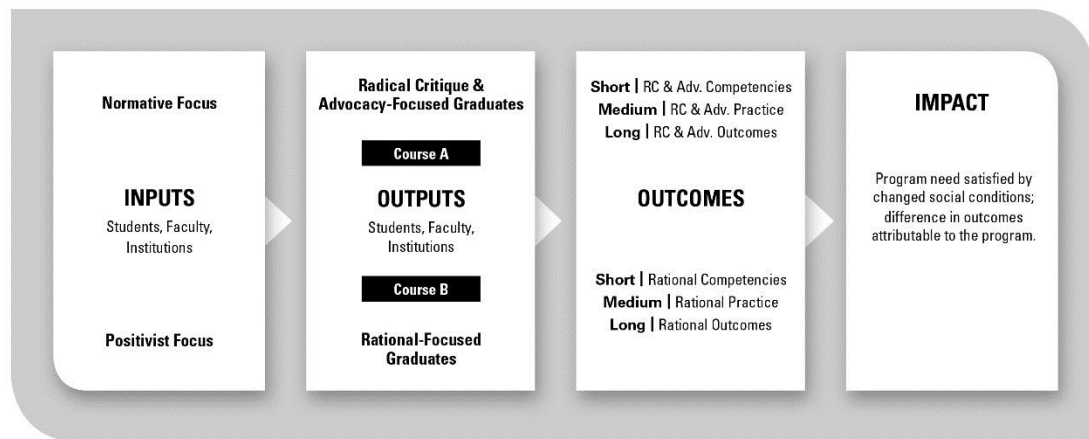 Normative Focus
INPUTS
Students, Faculty,
Institutions
Positivist Focus
Radical Critique &
Advocacy-Focused Graduates
Course A
OUTPUTS
Students, Faculty,
Institutions
Course B
Rational-Focused
Graduates
Short | RC & Adv. Competencies
Medium | RC & Adv. Practice
Long | RC & Adv. Outcomes
OUTCOMES
Short | Rational Competencies
Medium | Rational Practice
Long | Rational Outcomes
IMPACT
Program need satisfied by
changed social conditions;
difference in outcomes
attributable to the program.